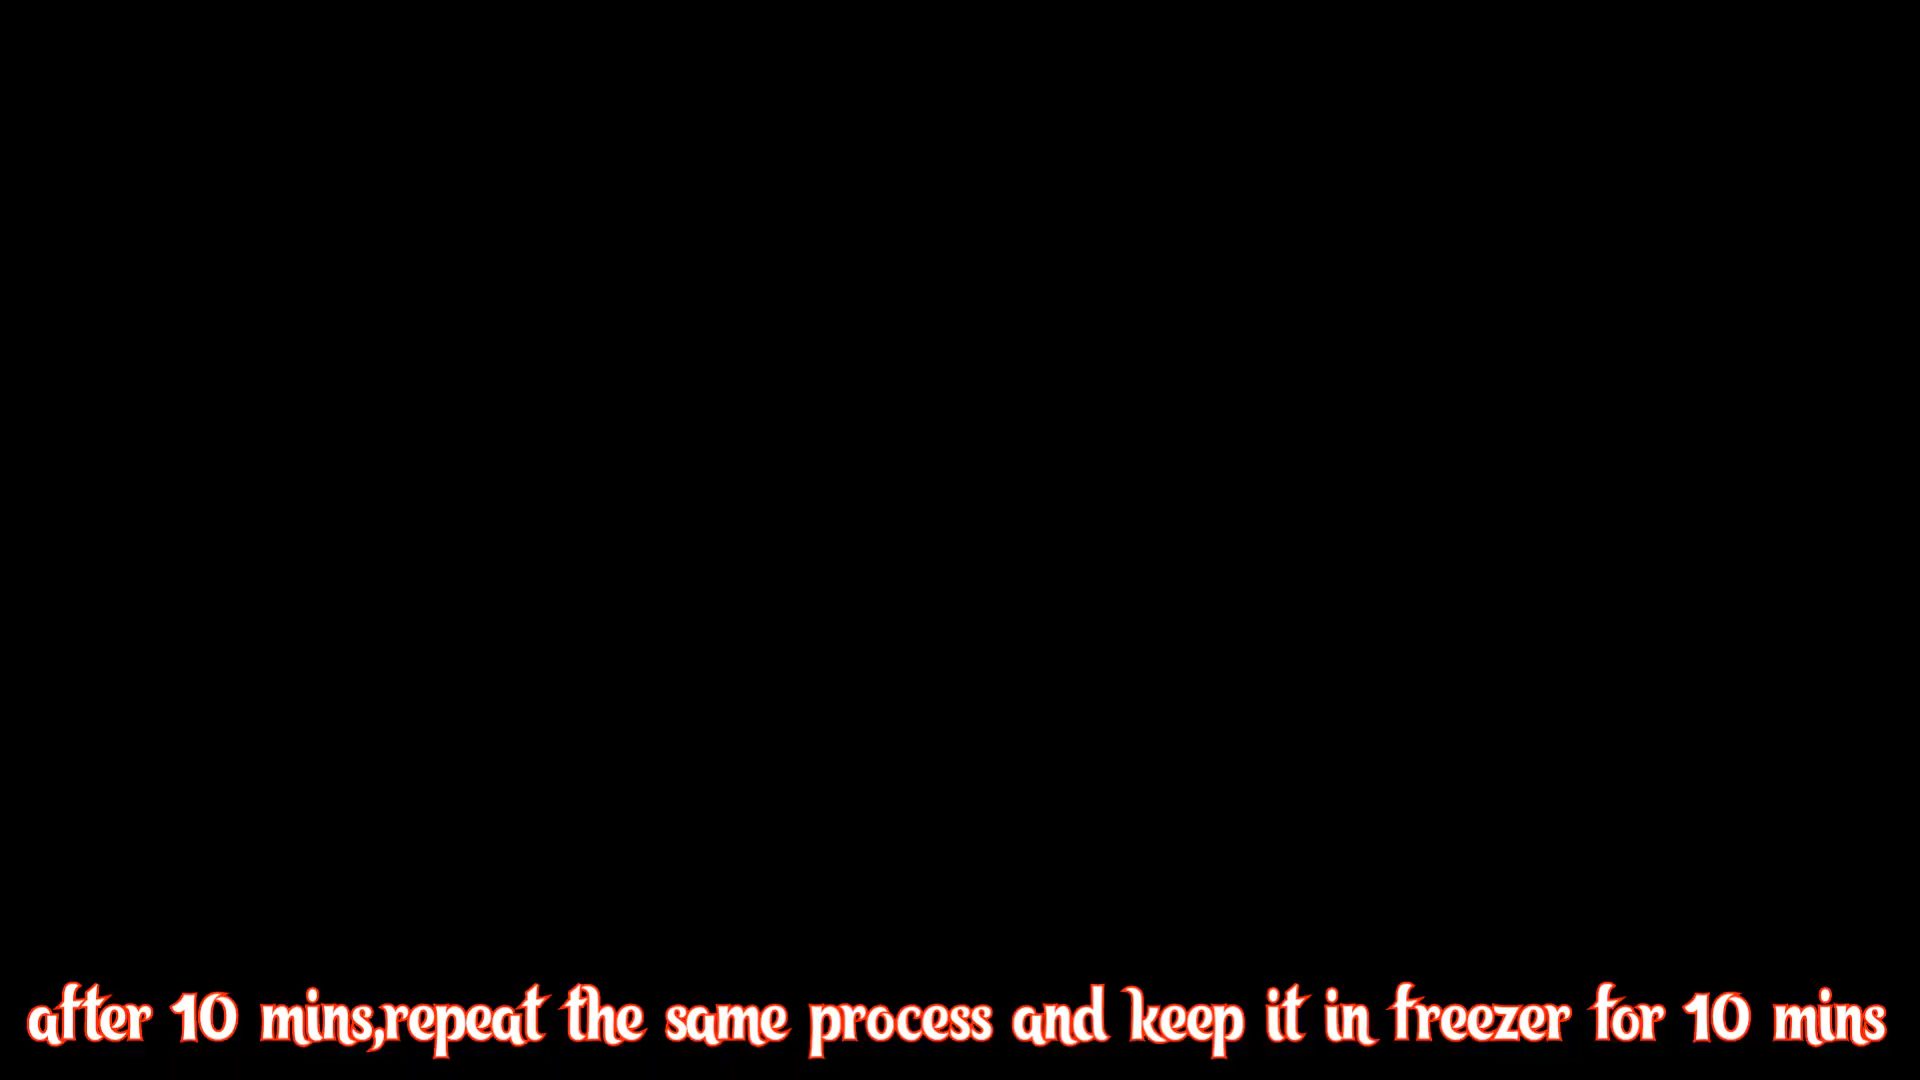 after 10 mins,repeat the same process and keep it in freezer for 10 mins